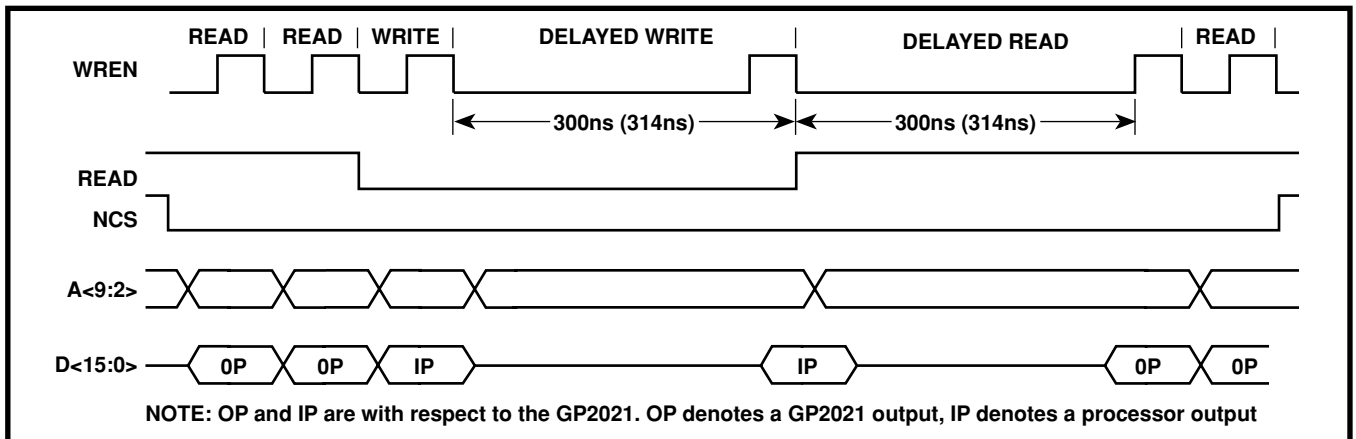 READ | READ | WRITE | DELAYED WRITE | DELAYED READ | READ |
WREN
300ns (314ns) 300ns (314ns)
READ
NCS
A<9:2>
D<15:0> 0P 0P IP IP 0P 0P
NOTE: OP and IP are with respect to the GP2021. OP denotes a GP2021 output, IP denotes a processor output